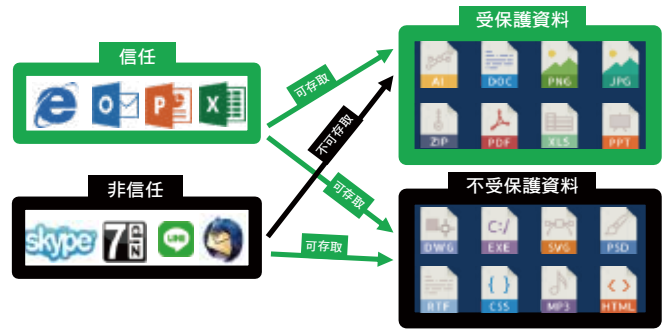 受保護資料
信任
AI DOC PNG JPG
可存取
O P X
ZIP PDF XLS PPT
不可存取
非信任
可存取
不受保護資料
skype 7 ZIP LINE
C:/
DWG EXE SVG PSD
可存取
{ } < >
RTF CSS MP3 HTML